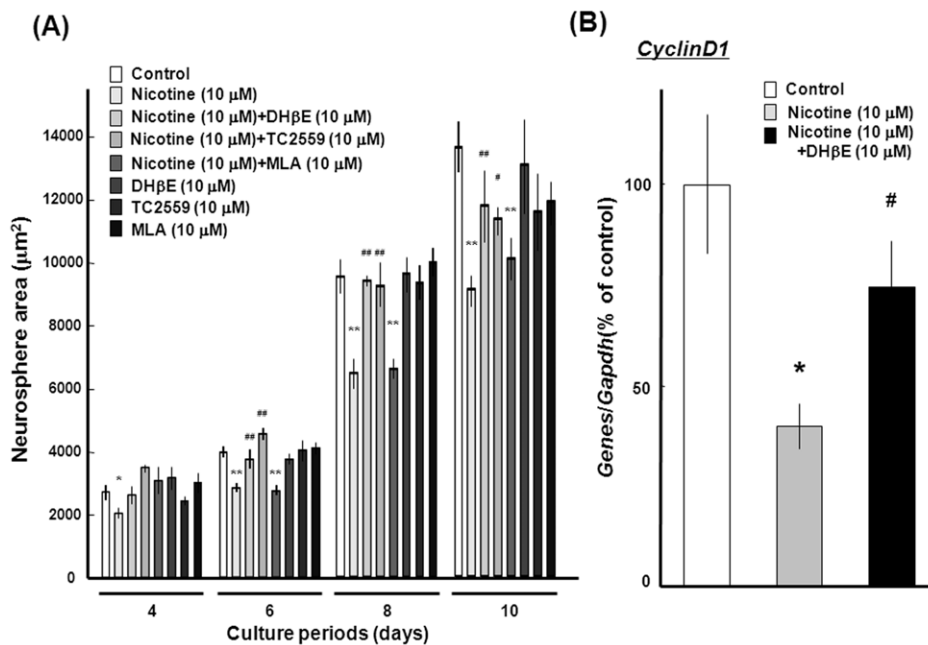 (A)
Control
Nicotine (10 μM)
Nicotine (10 μM)+DHβE (10 μM)
Nicotine (10 μM)+TC2559 (10 μM)
Nicotine (10 μM)+MLA (10 μM)
DHβE (10 μM)
TC2559 (10 μM)
MLA (10 μM)
Neurosphere area (μm²)
14000
12000
10000
8000
6000
4000
2000
0
*
**
##
##
**
**
##
##
**
**
##
#
**
4
6
8
10
Culture periods (days)
(B)
CyclinD1
Control
Nicotine (10 μM)
Nicotine (10 μM)
+DHβE (10 μM)
Genes/Gapdh(% of control)
100
50
0
*
#